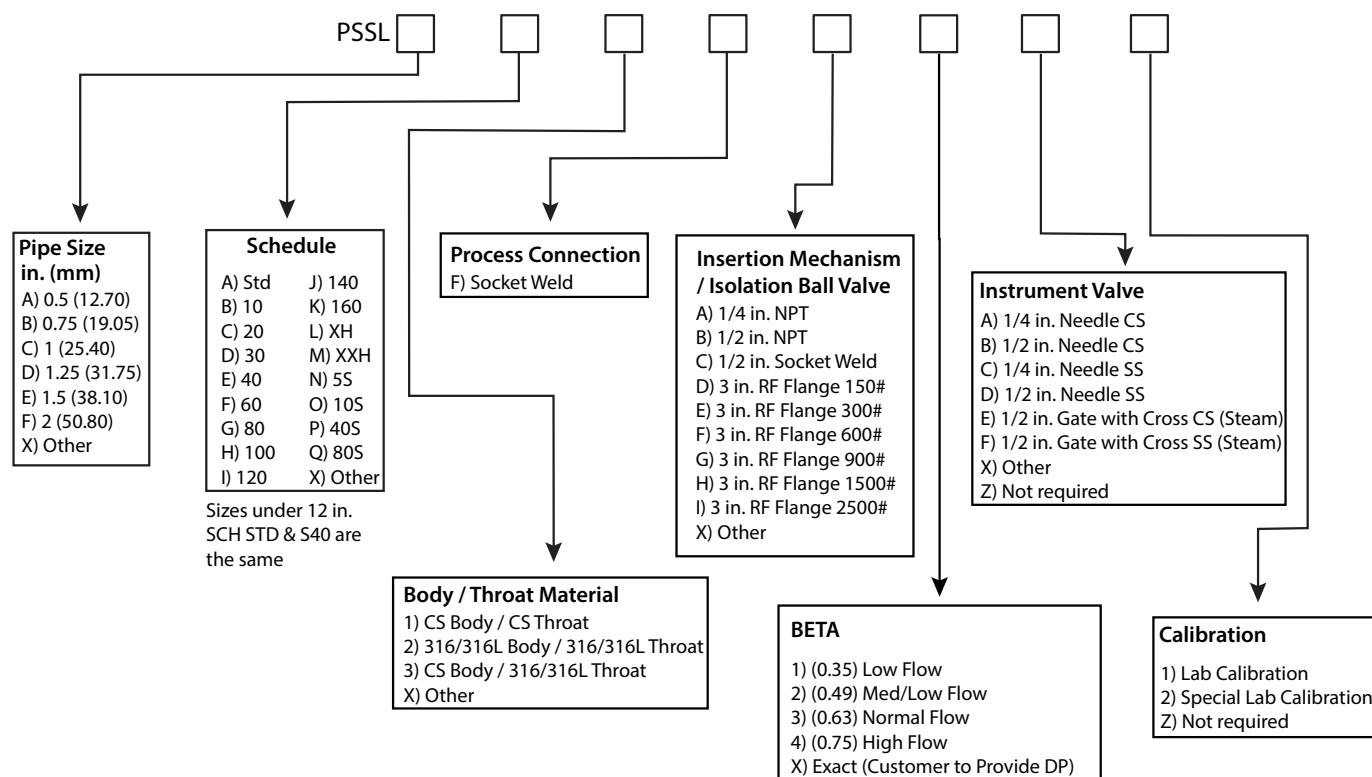 PSSL
Pipe Size
in. (mm)
A) 0.5 (12.70)
B) 0.75 (19.05)
C) 1 (25.40)
D) 1.25 (31.75)
E) 1.5 (38.10)
F) 2 (50.80)
X) Other
Schedule
A) Std J) 140
B) 10 K) 160
C) 20 L) XH
D) 30 M) XXH
E) 40 N) 5S
F) 60 O) 10S
G) 80 P) 40S
H) 100 Q) 80S
I) 120 X) Other
Sizes under 12 in.
SCH STD & S40 are
the same
Body / Throat Material
1) CS Body / CS Throat
2) 316/316L Body / 316/316L Throat
3) CS Body / 316/316L Throat
X) Other
Process Connection
F) Socket Weld
Insertion Mechanism
/ Isolation Ball Valve
A) 1/4 in. NPT
B) 1/2 in. NPT
C) 1/2 in. Socket Weld
D) 3 in. RF Flange 150#
E) 3 in. RF Flange 300#
F) 3 in. RF Flange 600#
G) 3 in. RF Flange 900#
H) 3 in. RF Flange 1500#
I) 3 in. RF Flange 2500#
X) Other
BETA
1) (0.35) Low Flow
2) (0.49) Med/Low Flow
3) (0.63) Normal Flow
4) (0.75) High Flow
X) Exact (Customer to Provide DP)
Instrument Valve
A) 1/4 in. Needle CS
B) 1/2 in. Needle CS
C) 1/4 in. Needle SS
D) 1/2 in. Needle SS
E) 1/2 in. Gate with Cross CS (Steam)
F) 1/2 in. Gate with Cross SS (Steam)
X) Other
Z) Not required
Calibration
1) Lab Calibration
2) Special Lab Calibration
Z) Not required